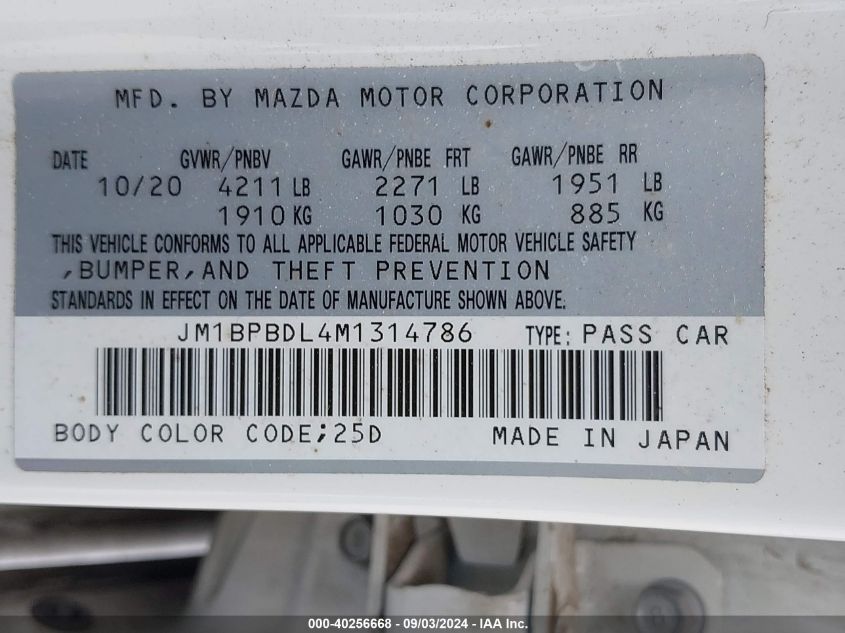 MFD. BY MAZDA MOTOR CORPORATION
DATE GVWR/PNBV GAWR/PNBE FRT GAWR/PNBE RR
10/20 4211 LB 2271 LB 1951 LB
1910 KG 1030 KG 885 KG
THIS VEHICLE CONFORMS TO ALL APPLICABLE FEDERAL MOTOR VEHICLE SAFETY
,BUMPER,AND THEFT PREVENTION
STANDARDS IN EFFECT ON THE DATE OF MANUFACTURE SHOWN ABOVE.
JM1BPBDL4M1314786 TYPE: PASS CAR
BODY COLOR CODE;25D MADE IN JAPAN
000-40256668 - 09/03/2024 - IAA Inc.